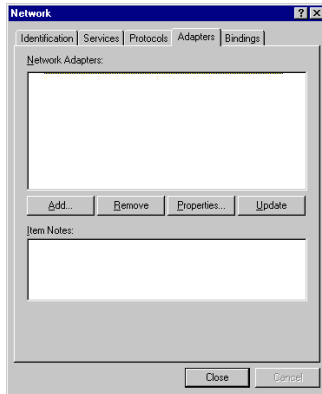 Network
Identification Services Protocols Adapters Bindings
Network Adapters:
Add... Remove Properties... Update
Item Notes:
Close Cancel